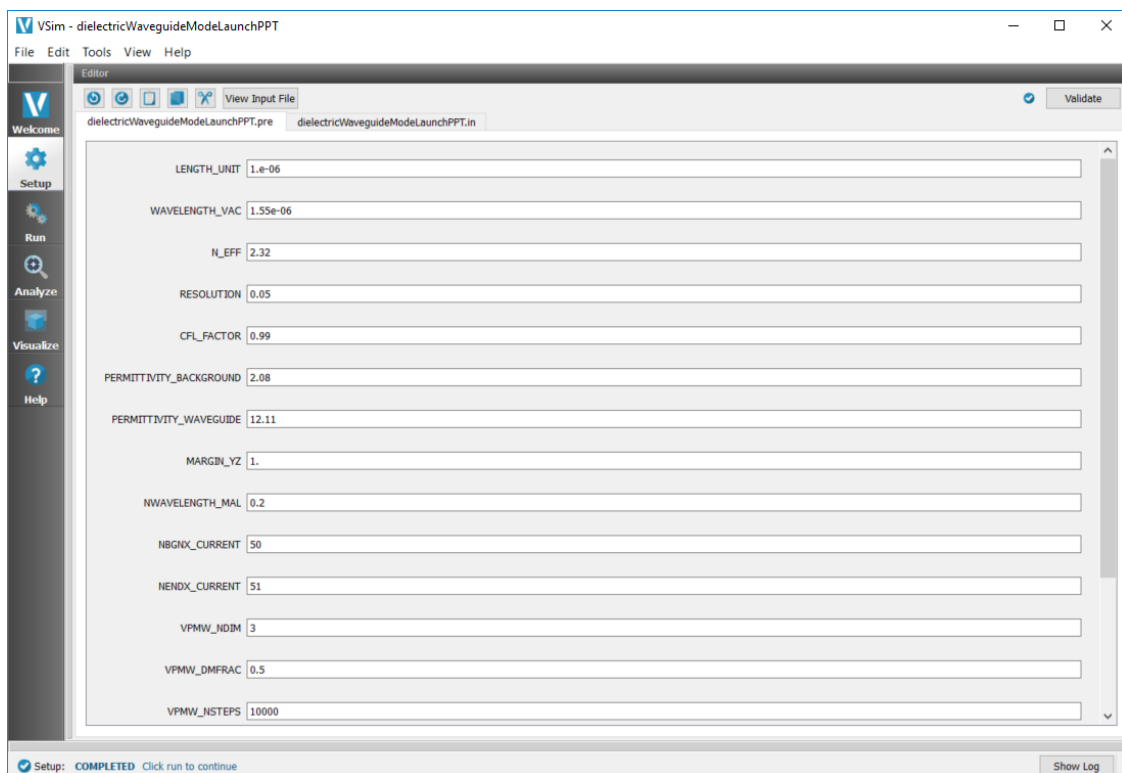 VSim - dielectricWaveguideModeLaunchPPT
File Edit Tools View Help
Editor
View Input File
Validate
dielectricWaveguideModeLaunchPPT.pre
dielectricWaveguideModeLaunchPPT.in
Welcome
Setup
Run
Analyze
Visualize
Help
LENGTH_UNIT 1.e-06
WAVELENGTH_VAC 1.55e-06
N_EFF 2.32
RESOLUTION 0.05
CFL_FACTOR 0.99
PERMITTIVITY_BACKGROUND 2.08
PERMITTIVITY_WAVEGUIDE 12.11
MARGIN_YZ 1.
NWAVELENGTH_MAL 0.2
NBGNX_CURRENT 50
NENDX_CURRENT 51
VPMW_NDIM 3
VPMW_DMFRAC 0.5
VPMW_NSTEPS 10000
Setup: COMPLETED Click run to continue
Show Log